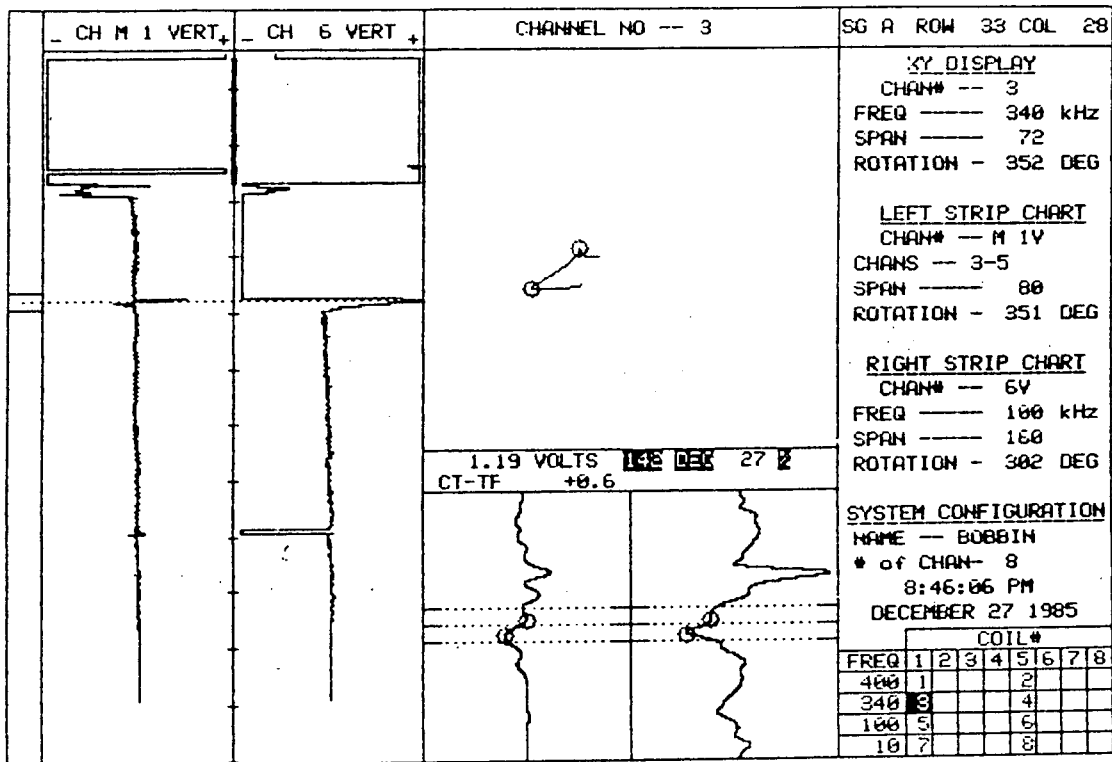 - CH M 1 VERT +
- CH 6 VERT +
CHANNEL NO -- 3
SG A ROW 33 COL 28
XY DISPLAY
CHAN# -- 3
FREQ ----- 340 kHz
SPAN ----- 72
ROTATION - 352 DEG
LEFT STRIP CHART
CHAN# -- M 1V
CHANS -- 3-5
SPAN ----- 80
ROTATION - 351 DEG
RIGHT STRIP CHART
CHAN# -- 6V
FREQ ----- 100 kHz
SPAN ----- 160
ROTATION - 302 DEG
1.19 VOLTS DEG 27 %
CT-TF +0.6
SYSTEM CONFIGURATION
NAME -- BOBBIN
# of CHAN- 8
8:46:06 PM
DECEMBER 27 1985
COIL#
FREQ 1 2 3 4 5 6 7 8
400 1 2
340 3 4
100 5 6
10 7 8